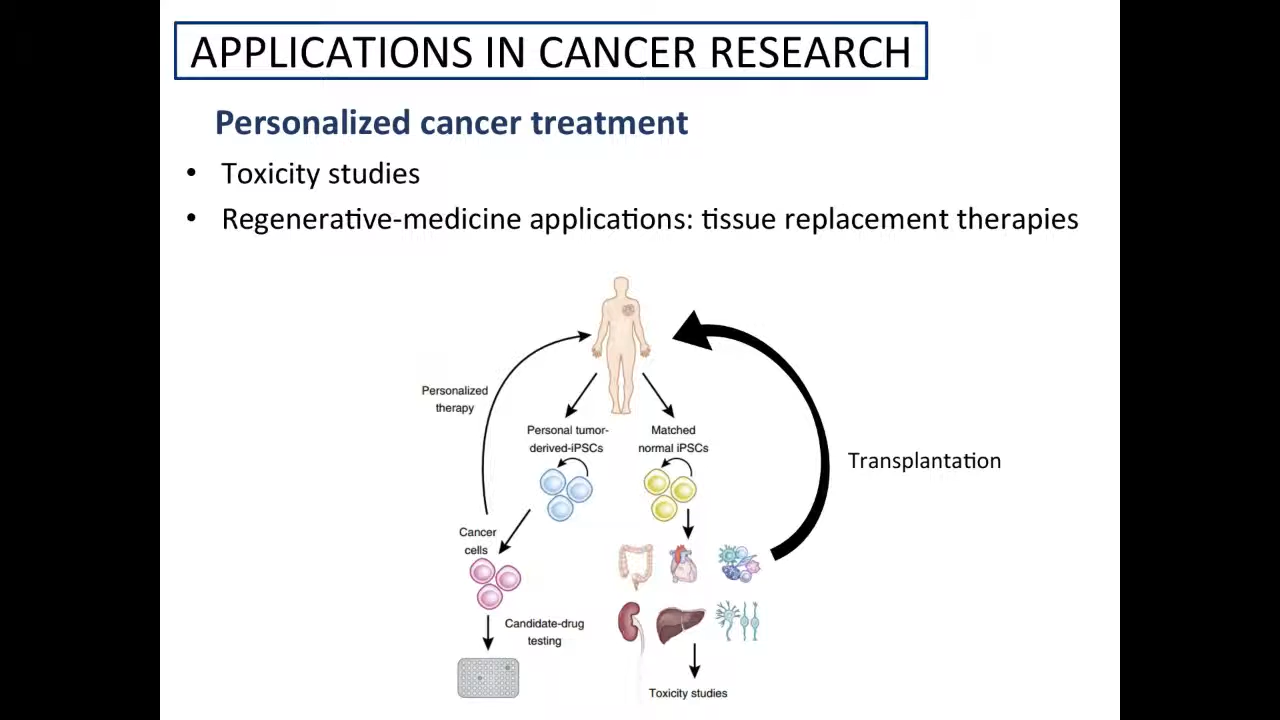 APPLICATIONS IN CANCER RESEARCH
Personalized cancer treatment
• Toxicity studies
• Regenerative-medicine applications: tissue replacement therapies
Personalized
therapy
Personal tumor-
derived-iPSCs
Matched
normal iPSCs
Transplantation
Cancer
cells
Candidate-drug
testing
Toxicity studies